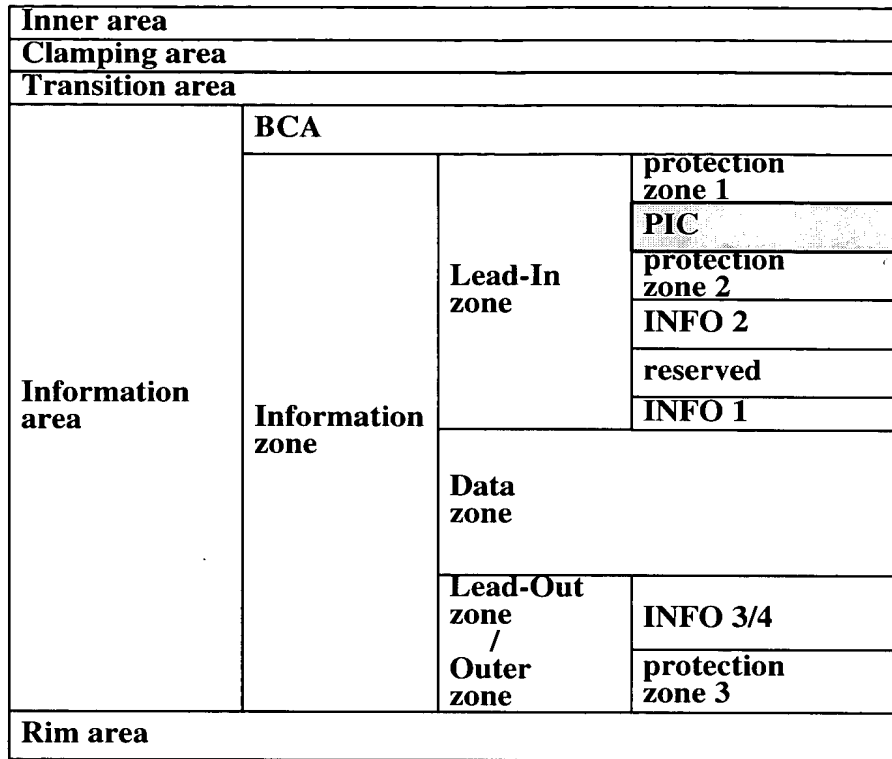 Inner area
Clamping area
Transition area
BCA
protection
zone 1
PIC
Lead-In
zone
protection
zone 2
INFO 2
reserved
INFO 1
Information
area
Information
zone
Data
zone
Lead-Out
zone
/
Outer
zone
INFO 3/4
protection
zone 3
Rim area